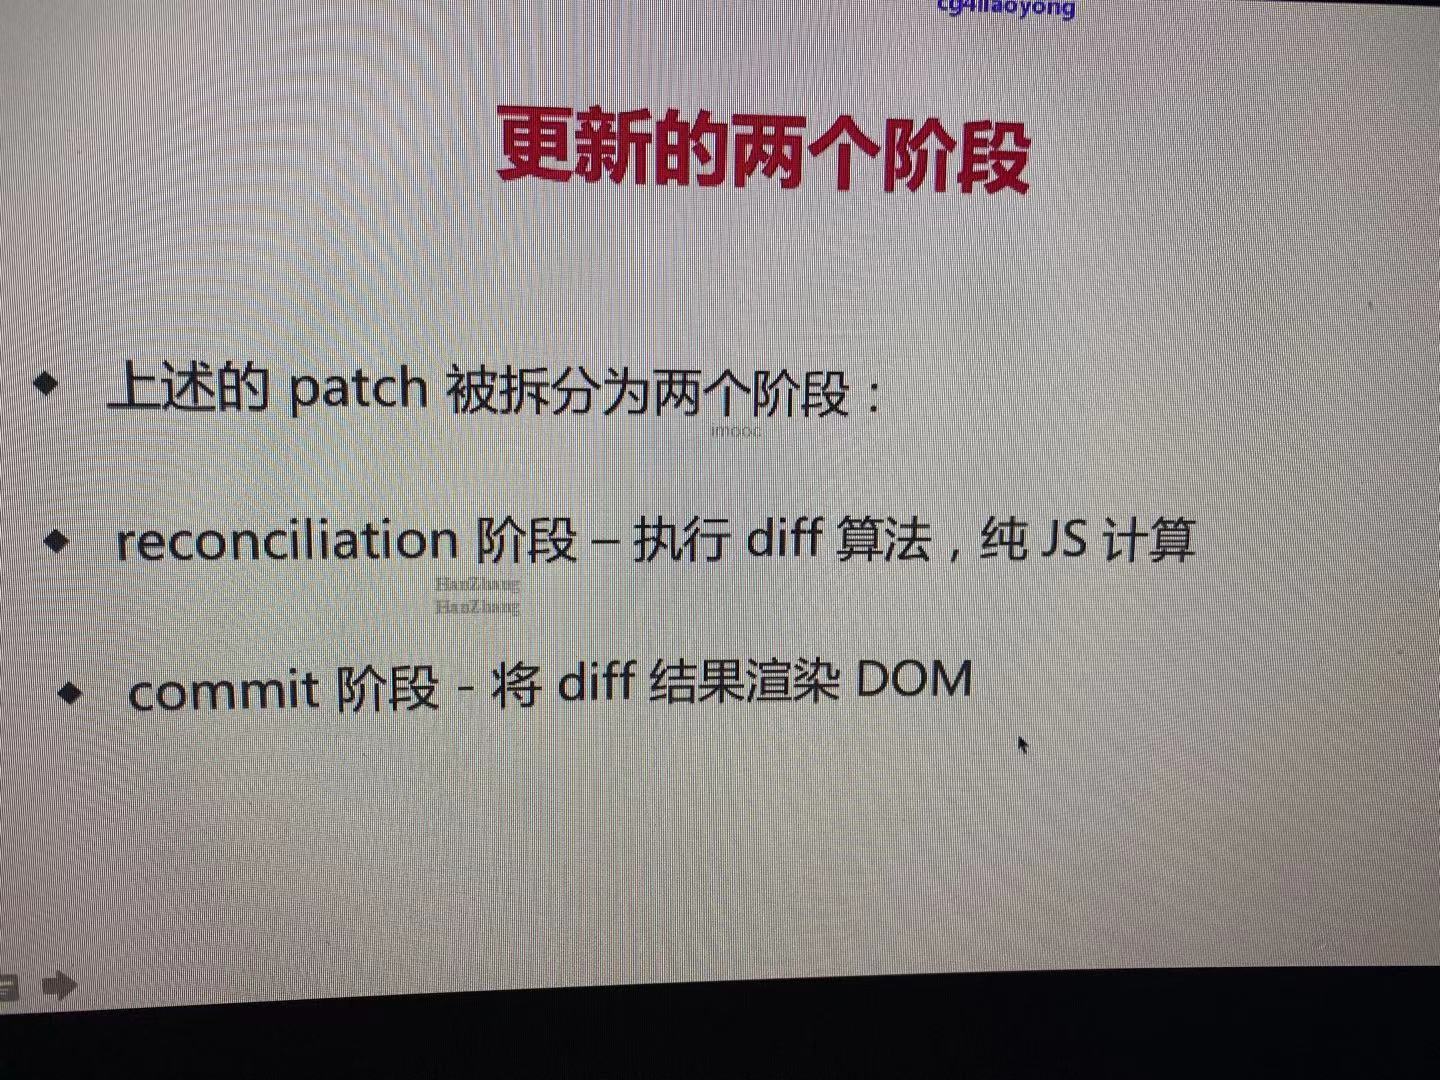 更新的两个阶段
上述的 patch 被拆分为两个阶段：
imooc
reconciliation 阶段 – 执行 diff 算法，纯 JS 计算
HanZhang
HanZhang
commit 阶段 - 将 diff 结果渲染 DOM